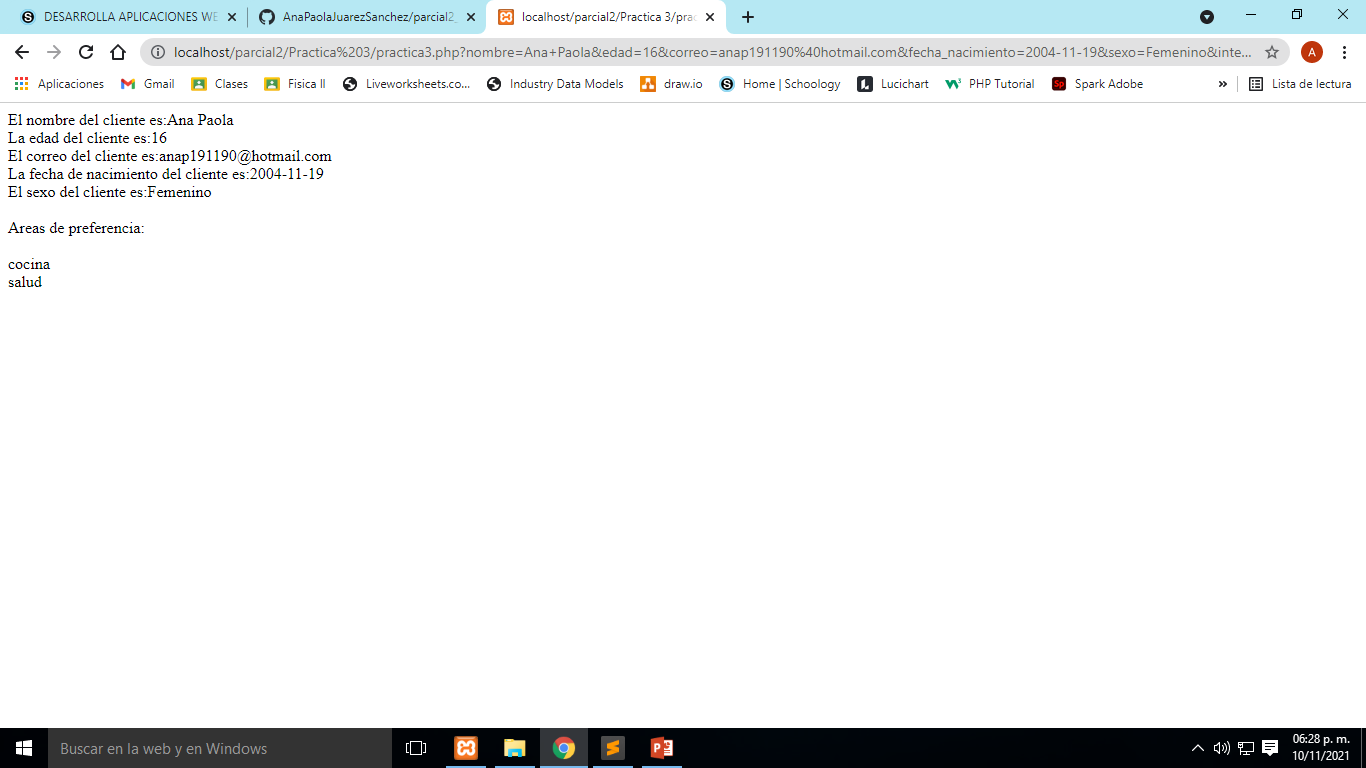 DESARROLLA APLICACIONES WE
AnaPaolaJuarezSanchez/parcial2_
localhost/parcial2/Practica 3/prac
localhost/parcial2/Practica%203/practica3.php?nombre=Ana+Paola&edad=16&correo=anap191190%40hotmail.com&fecha_nacimiento=2004-11-19&sexo=Femenino&inte...
A
Aplicaciones
Gmail
Clases
Fisica II
Liveworksheets.co...
Industry Data Models
draw.io
Home | Schoology
Lucichart
PHP Tutorial
Spark Adobe
»
Lista de lectura
El nombre del cliente es:Ana Paola
La edad del cliente es:16
El correo del cliente es:anap191190@hotmail.com
La fecha de nacimiento del cliente es:2004-11-19
El sexo del cliente es:Femenino
Areas de preferencia:
cocina
salud
Buscar en la web y en Windows
06:28 p. m.
10/11/2021